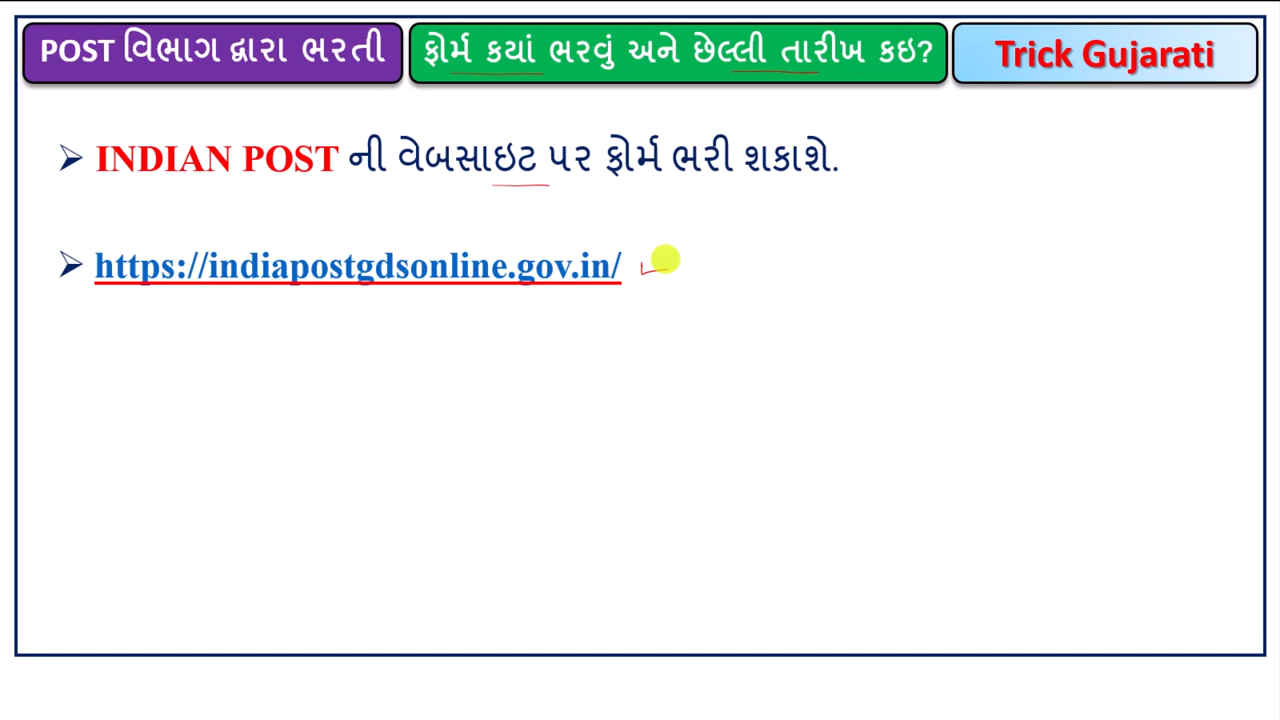 POST વિભાગ દ્વારા ભરતી
ફોર્મ કયાં ભરવું અને છેલ્લી તારીખ કઇ?
Trick Gujarati
INDIAN POST ની વેબસાઇટ પર ફોર્મ ભરી શકાશે.
https://indiapostgdsonline.gov.in/